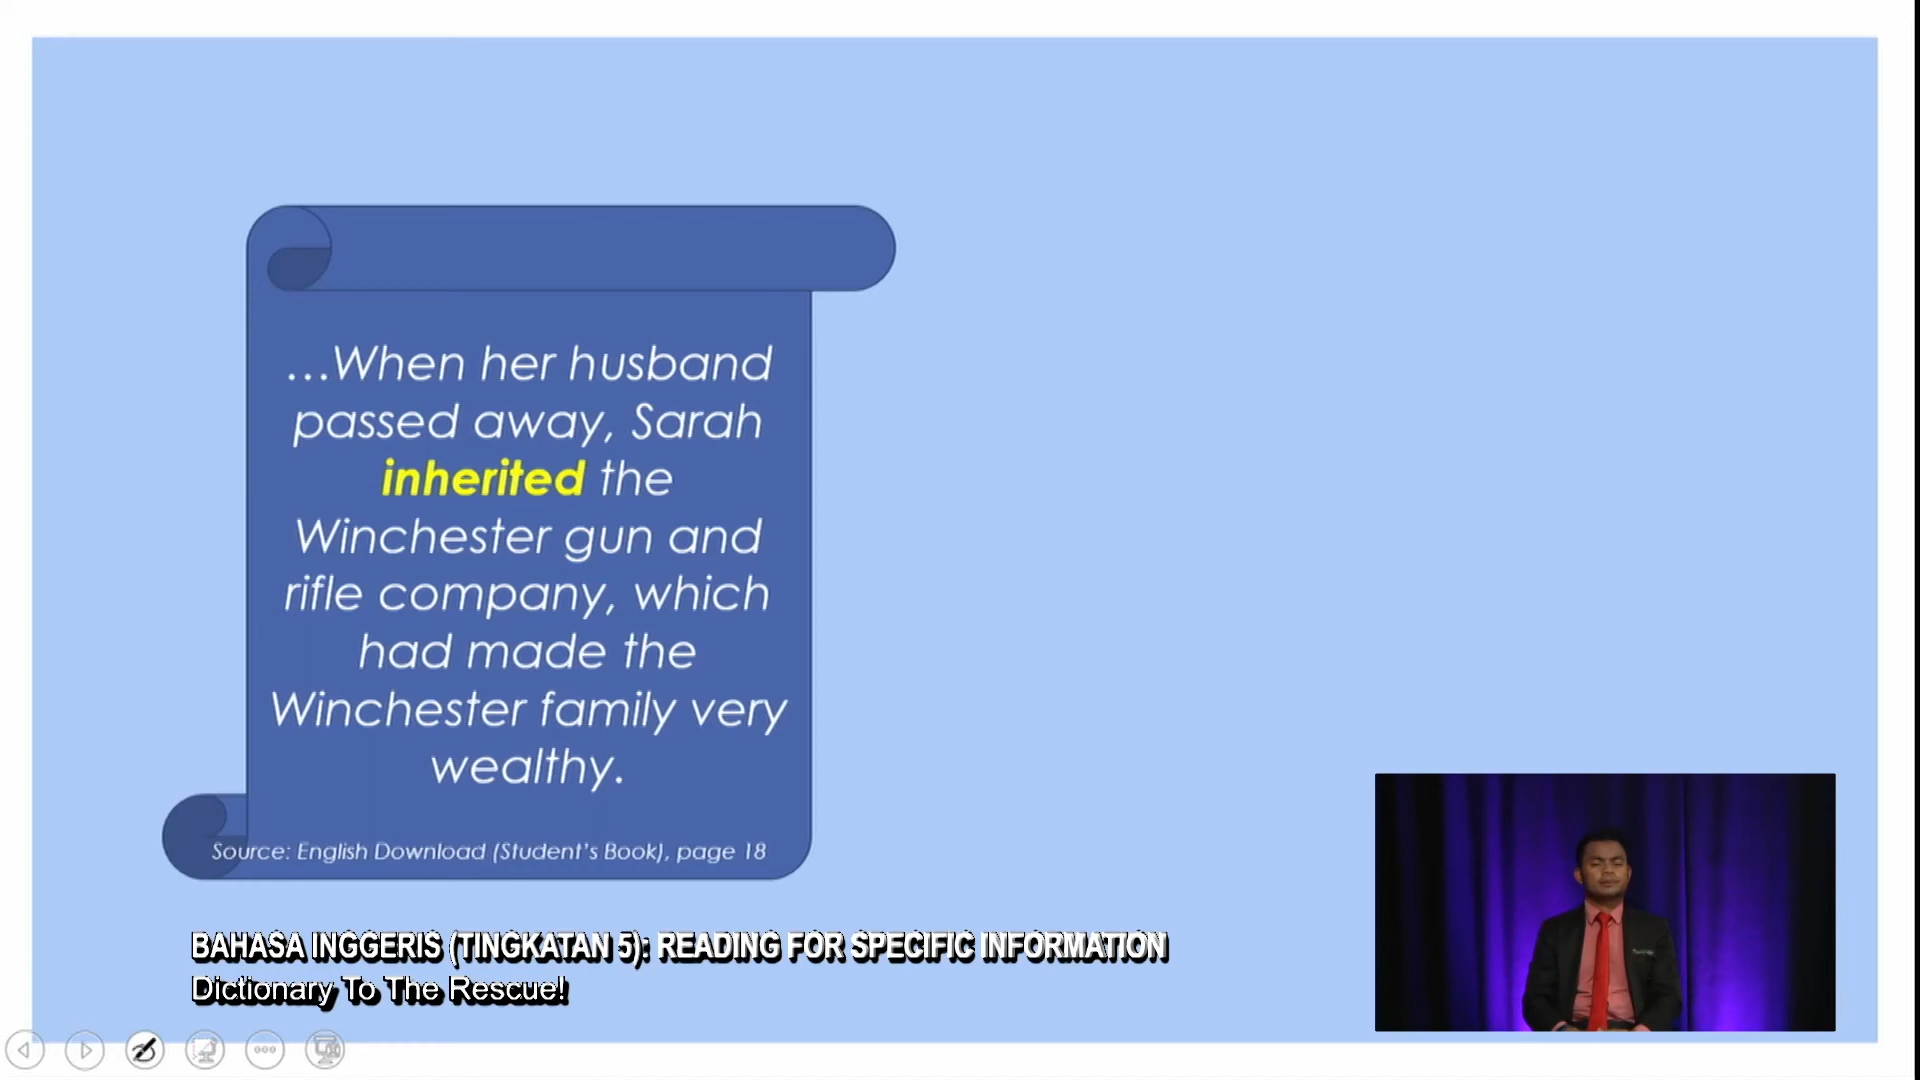 ...When her husband
passed away, Sarah
inherited the
Winchester gun and
rifle company, which
had made the
Winchester family very
wealthy.
Source: English Download (Student's Book), page 18
BAHASA INGGERIS (TINGKATAN 5): READING FOR SPECIFIC INFORMATION
Dictionary To The Rescue!